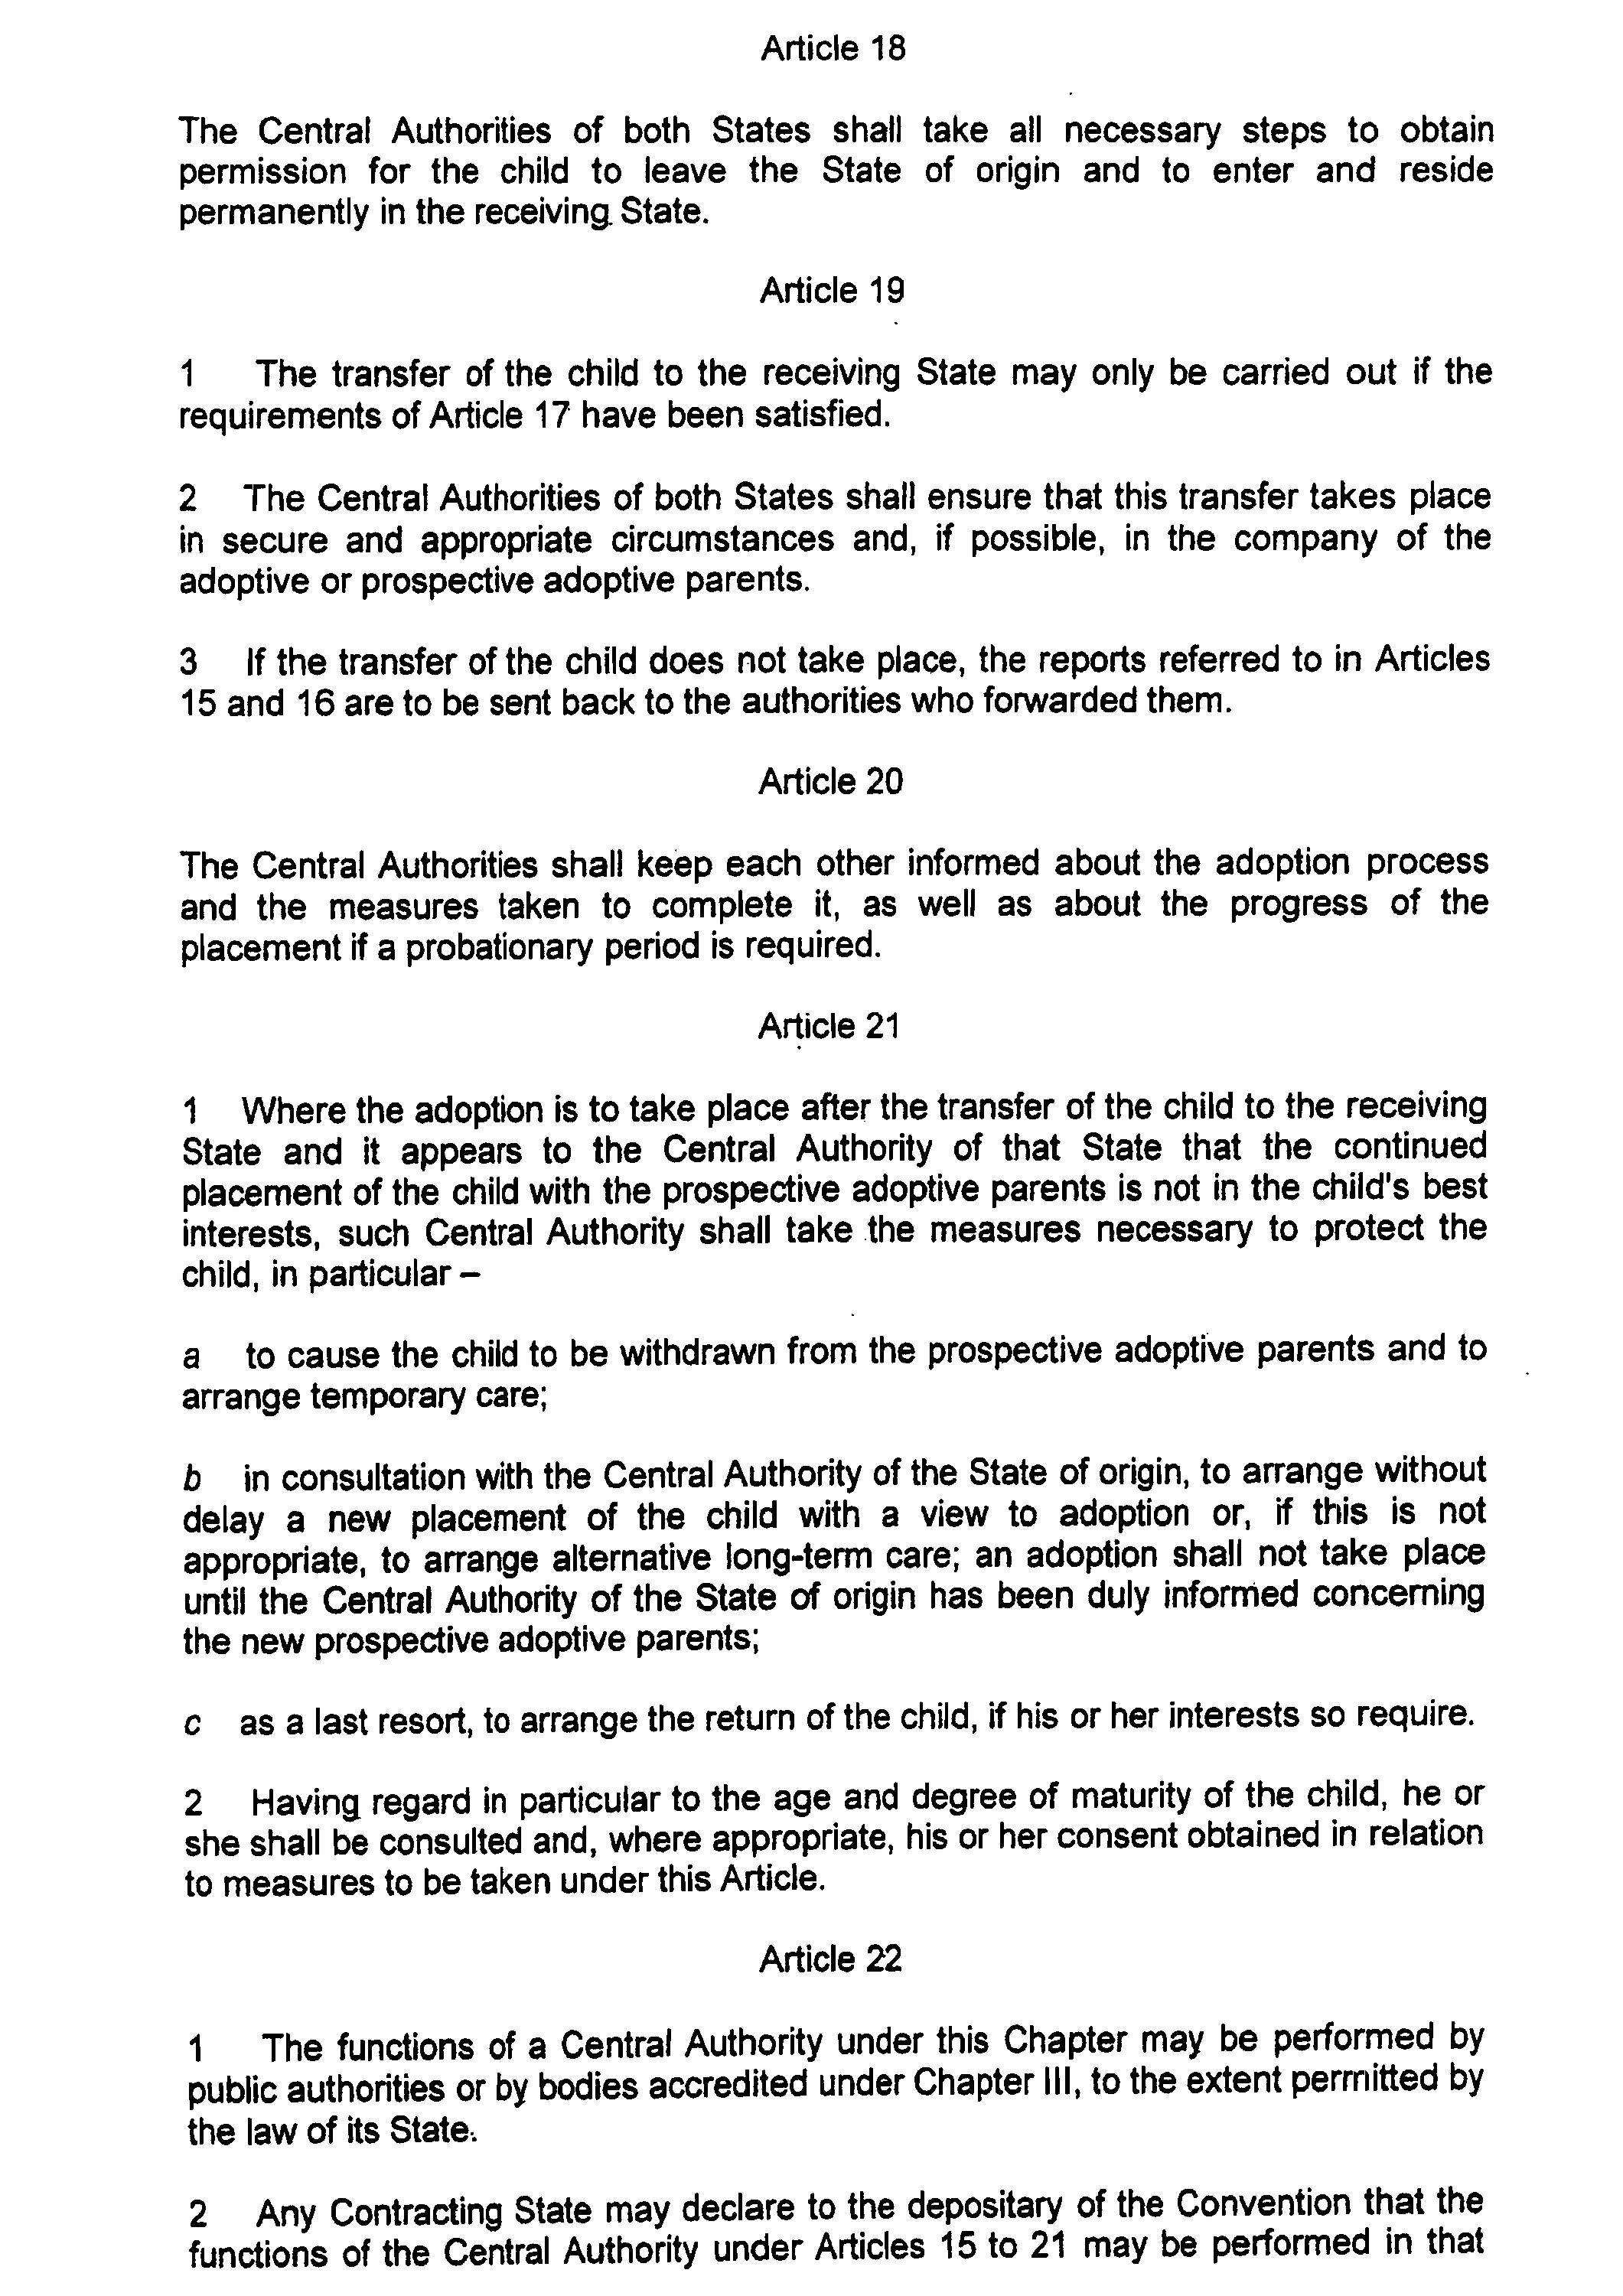 Article 18
The Central Authorities of both States shall take all necessary steps to obtain
permission for the child to leave the State of origin and to enter and reside
permanently in the receiving State.
Article 19
1 The transfer of the child to the receiving State may only be carried out if the
requirements of Article 17 have been satisfied.
2 The Central Authorities of both States shall ensure that this transfer takes place
in secure and appropriate circumstances and, if possible, in the company of the
adoptive or prospective adoptive parents.
3 If the transfer of the child does not take place, the reports referred to in Articles
15 and 16 are to be sent back to the authorities who forwarded them.
Article 20
The Central Authorities shall keep each other informed about the adoption process
and the measures taken to complete it, as well as about the progress of the
placement if a probationary period is required.
Article 21
1 Where the adoption is to take place after the transfer of the child to the receiving
State and it appears to the Central Authority of that State that the continued
placement of the child with the prospective adoptive parents is not in the child's best
interests, such Central Authority shall take the measures necessary to protect the
child, in particular –
a to cause the child to be withdrawn from the prospective adoptive parents and to
arrange temporary care;
b in consultation with the Central Authority of the State of origin, to arrange without
delay a new placement of the child with a view to adoption or, if this is not
appropriate, to arrange alternative long-term care; an adoption shall not take place
until the Central Authority of the State of origin has been duly informed concerning
the new prospective adoptive parents;
c as a last resort, to arrange the return of the child, if his or her interests so require.
2 Having regard in particular to the age and degree of maturity of the child, he or
she shall be consulted and, where appropriate, his or her consent obtained in relation
to measures to be taken under this Article.
Article 22
1 The functions of a Central Authority under this Chapter may be performed by
public authorities or by bodies accredited under Chapter III, to the extent permitted by
the law of its State.
2 Any Contracting State may declare to the depositary of the Convention that the
functions of the Central Authority under Articles 15 to 21 may be performed in that